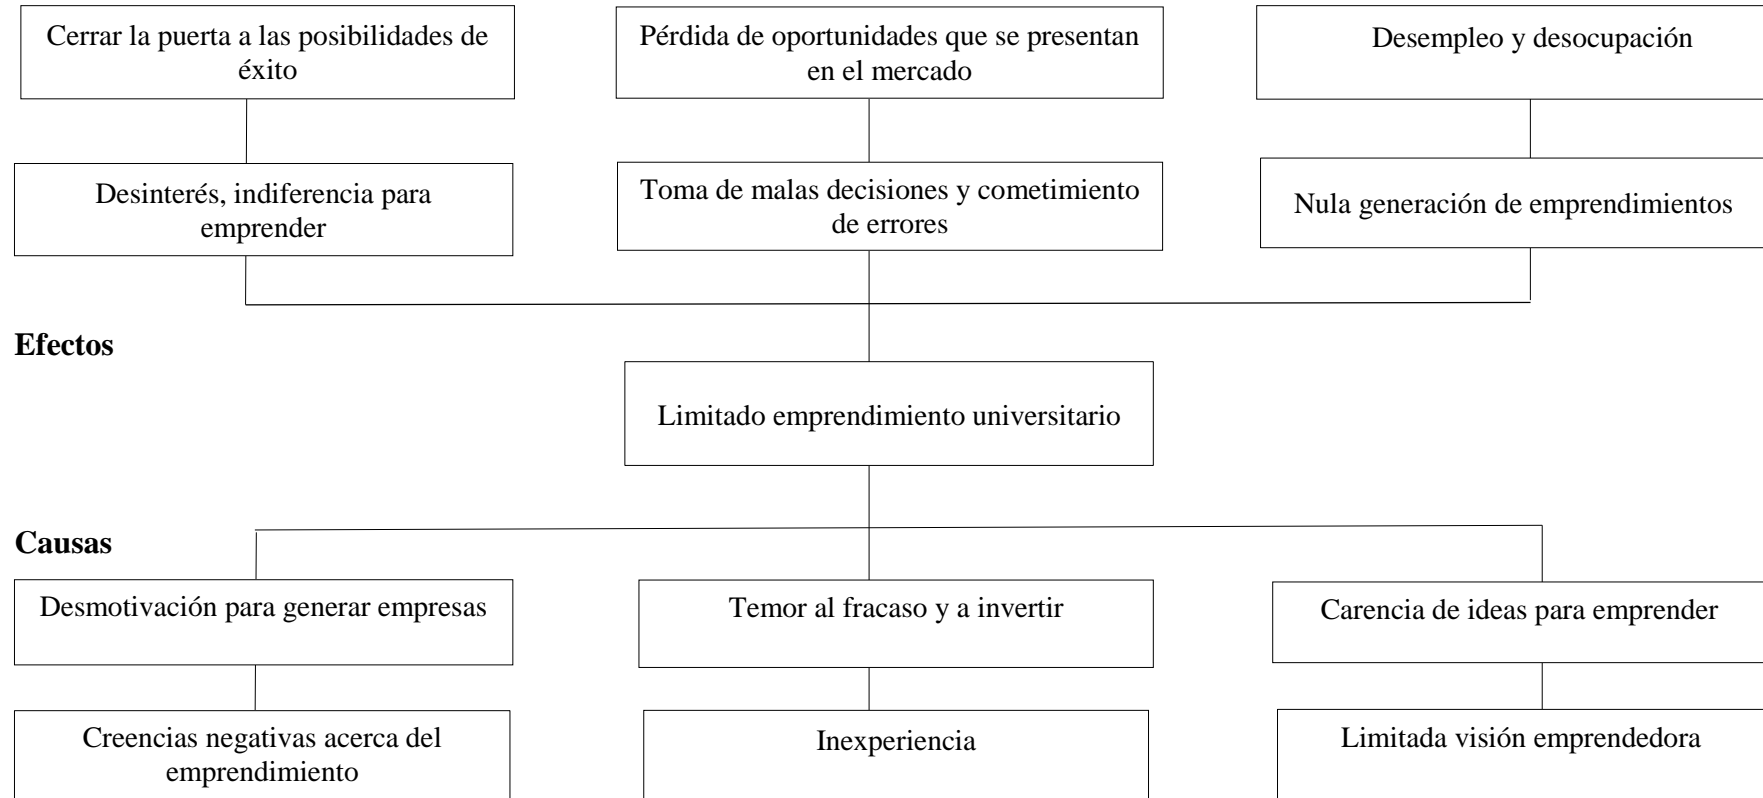 Cerrar la puerta a las posibilidades de
éxito
Pérdida de oportunidades que se presentan
en el mercado
Desempleo y desocupación
Desinterés, indiferencia para
emprender
Toma de malas decisiones y cometimiento
de errores
Nula generación de emprendimientos
Efectos
Limitado emprendimiento universitario
Causas
Desmotivación para generar empresas
Temor al fracaso y a invertir
Carencia de ideas para emprender
Creencias negativas acerca del
emprendimiento
Inexperiencia
Limitada visión emprendedora